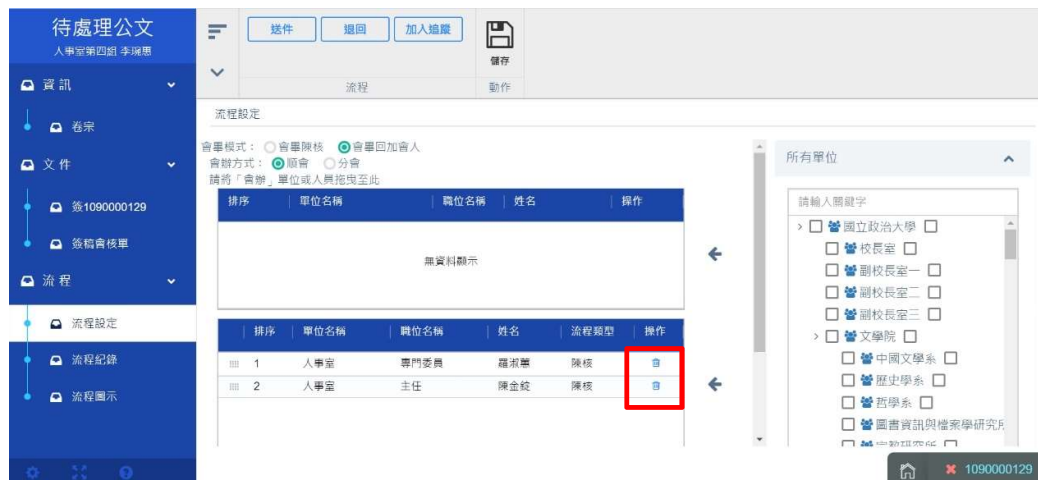 待處理公文
人事室第四組 李琬惠
資訊
卷宗
文件
簽1090000129
簽稿會核單
流程
流程設定
流程紀錄
流程圖示
送件 退回 加入追蹤
儲存
流程 動作
流程設定
會畢模式： 會畢陳核 會畢回加會人
會辦方式： 順會 分會
請將「會辦」單位或人員拖曳至此
排序 單位名稱 職位名稱 姓名 操作
無資料顯示
排序 單位名稱 職位名稱 姓名 流程類型 操作
1 人事室 專門委員 羅淑蕙 陳核
2 人事室 主任 陳金錠 陳核
所有單位
請輸入關鍵字
國立政治大學
校長室
副校長室一
副校長室二
副校長室三
文學院
中國文學系
歷史學系
哲學系
圖書資訊與檔案學研究所
宗教研究所
1090000129